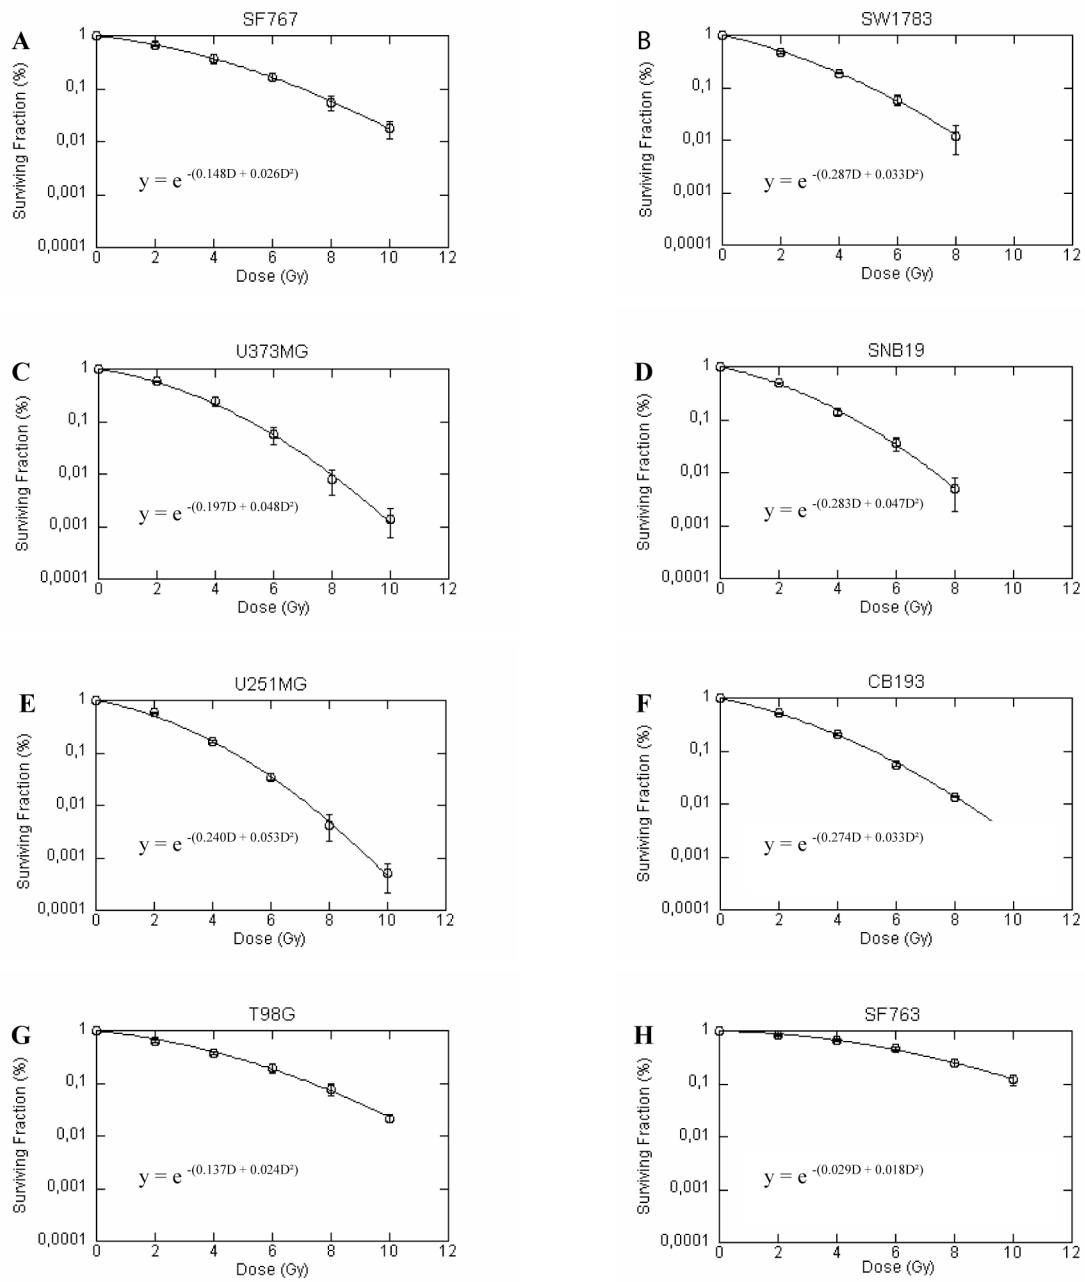 A
SF767
Surviving Fraction (%)
1
0,1
0,01
0,001
0,0001
y = e -(0.148D + 0.026D²)
0 2 4 6 8 10 12
Dose (Gy)
B
SW1783
Surviving Fraction (%)
1
0,1
0,01
0,001
0,0001
y = e -(0.287D + 0.033D²)
0 2 4 6 8 10 12
Dose (Gy)
C
U373MG
Surviving Fraction (%)
1
0,1
0,01
0,001
0,0001
y = e -(0.197D + 0.048D²)
0 2 4 6 8 10 12
Dose (Gy)
D
SNB19
Surviving Fraction (%)
1
0,1
0,01
0,001
0,0001
y = e -(0.283D + 0.047D²)
0 2 4 6 8 10 12
Dose (Gy)
E
U251MG
Surviving Fraction (%)
1
0,1
0,01
0,001
0,0001
y = e -(0.240D + 0.053D²)
0 2 4 6 8 10 12
Dose (Gy)
F
CB193
Surviving Fraction (%)
1
0,1
0,01
0,001
0,0001
y = e -(0.274D + 0.033D²)
0 2 4 6 8 10 12
Dose (Gy)
G
T98G
Surviving Fraction (%)
1
0,1
0,01
0,001
0,0001
y = e -(0.137D + 0.024D²)
0 2 4 6 8 10 12
Dose (Gy)
H
SF763
Surviving Fraction (%)
1
0,1
0,01
0,001
0,0001
y = e -(0.029D + 0.018D²)
0 2 4 6 8 10 12
Dose (Gy)